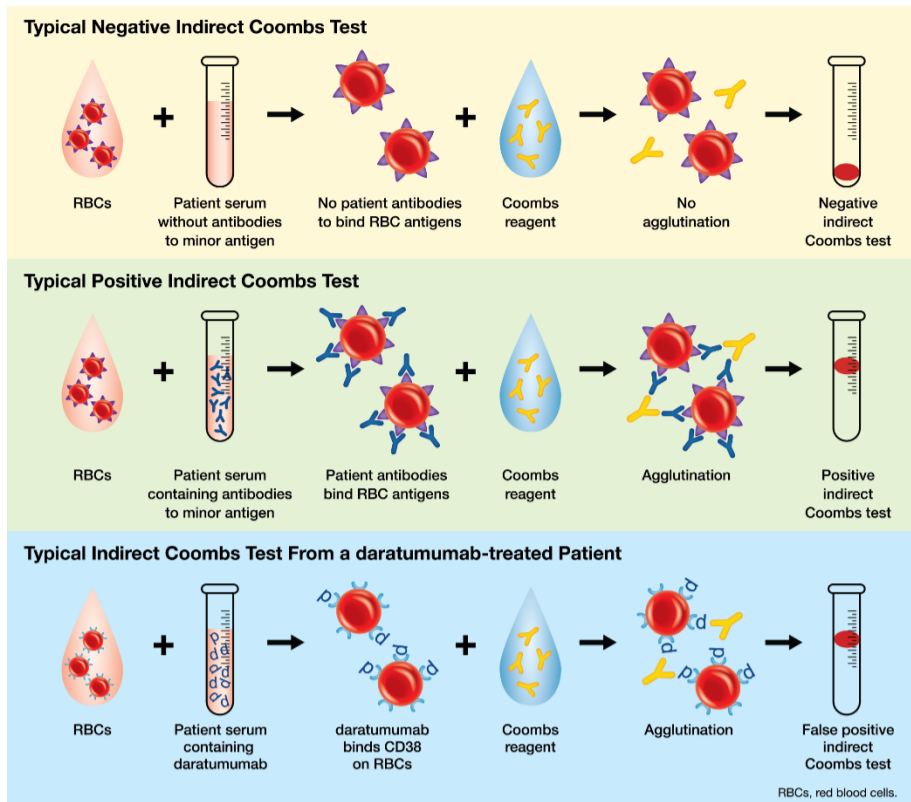 Typical Negative Indirect Coombs Test
+
+
RBCs
Patient serum
without antibodies
to minor antigen
No patient antibodies
to bind RBC antigens
Coombs
reagent
No
agglutination
Negative
indirect
Coombs test
Typical Positive Indirect Coombs Test
+
+
RBCs
Patient serum
containing antibodies
to minor antigen
Patient antibodies
bind RBC antigens
Coombs
reagent
Agglutination
Positive
indirect
Coombs test
Typical Indirect Coombs Test From a daratumumab-treated Patient
d d d d d d d d
+
d d d d d
+
d d d d d
RBCs
Patient serum
containing
daratumumab
daratumumab
binds CD38
on RBCs
Coombs
reagent
Agglutination
False positive
indirect
Coombs test
RBCs, red blood cells.